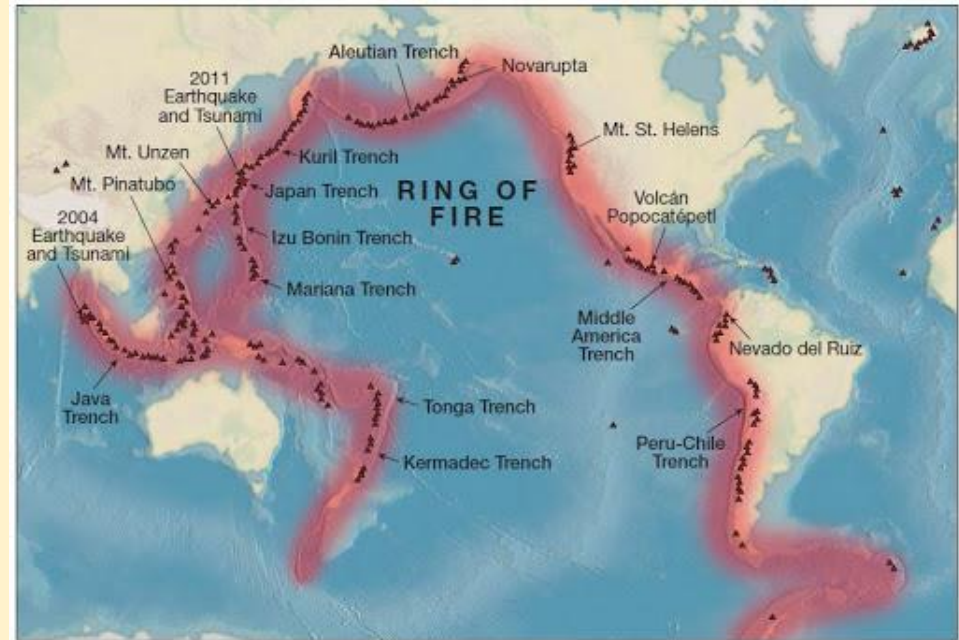 Aleutian Trench
Novarupta
2011
Earthquake
and Tsunami
Mt. St. Helens
Mt. Unzen
Kuril Trench
Mt. Pinatubo
Japan Trench
RING OF
FIRE
Volcán
Popocatépetl
2004
Earthquake
and Tsunami
Izu Bonin Trench
Mariana Trench
Middle
America
Trench
Nevado del Ruiz
Java
Trench
Tonga Trench
Peru-Chile
Trench
Kermadec Trench